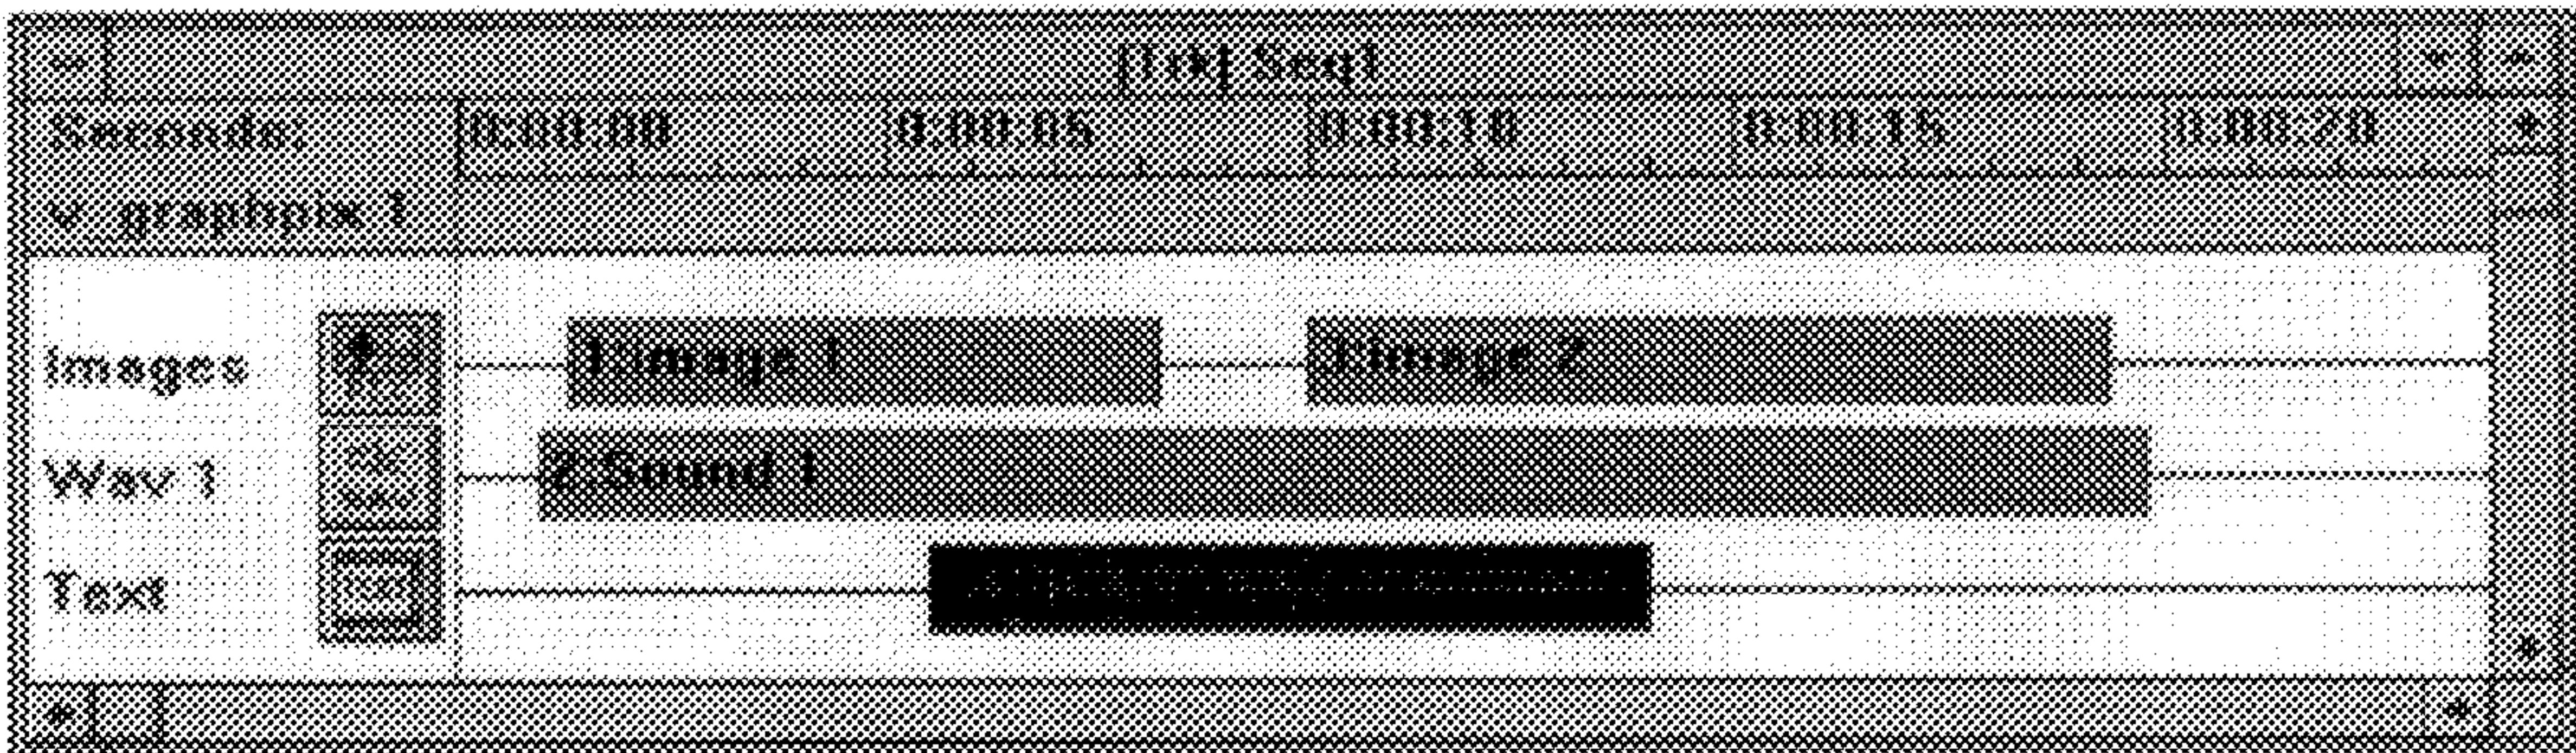 [Trk] Seq1
Seconds: 0:00:00 0:00:05 0:00:10 0:00:15 0:00:20
graphpix 1
Images 1:image 1 3:image 2
Wav 1 2:Sound 1
Text